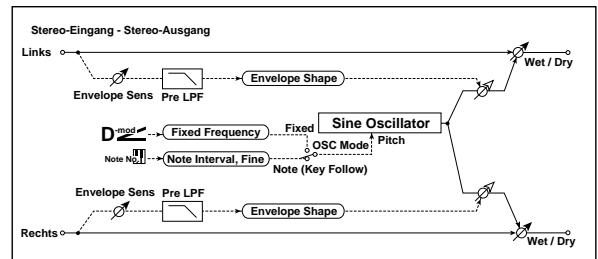 Stereo-Eingang - Stereo-Ausgang
Links
Wet / Dry
Envelope Sens
Pre LPF
Envelope Shape
D-mod
Fixed Frequency
Fixed
Sine Oscillator
OSC Mode
Pitch
Note No.
Note Interval, Fine
Note (Key Follow)
Envelope Sens
Pre LPF
Envelope Shape
Rechts
Wet / Dry